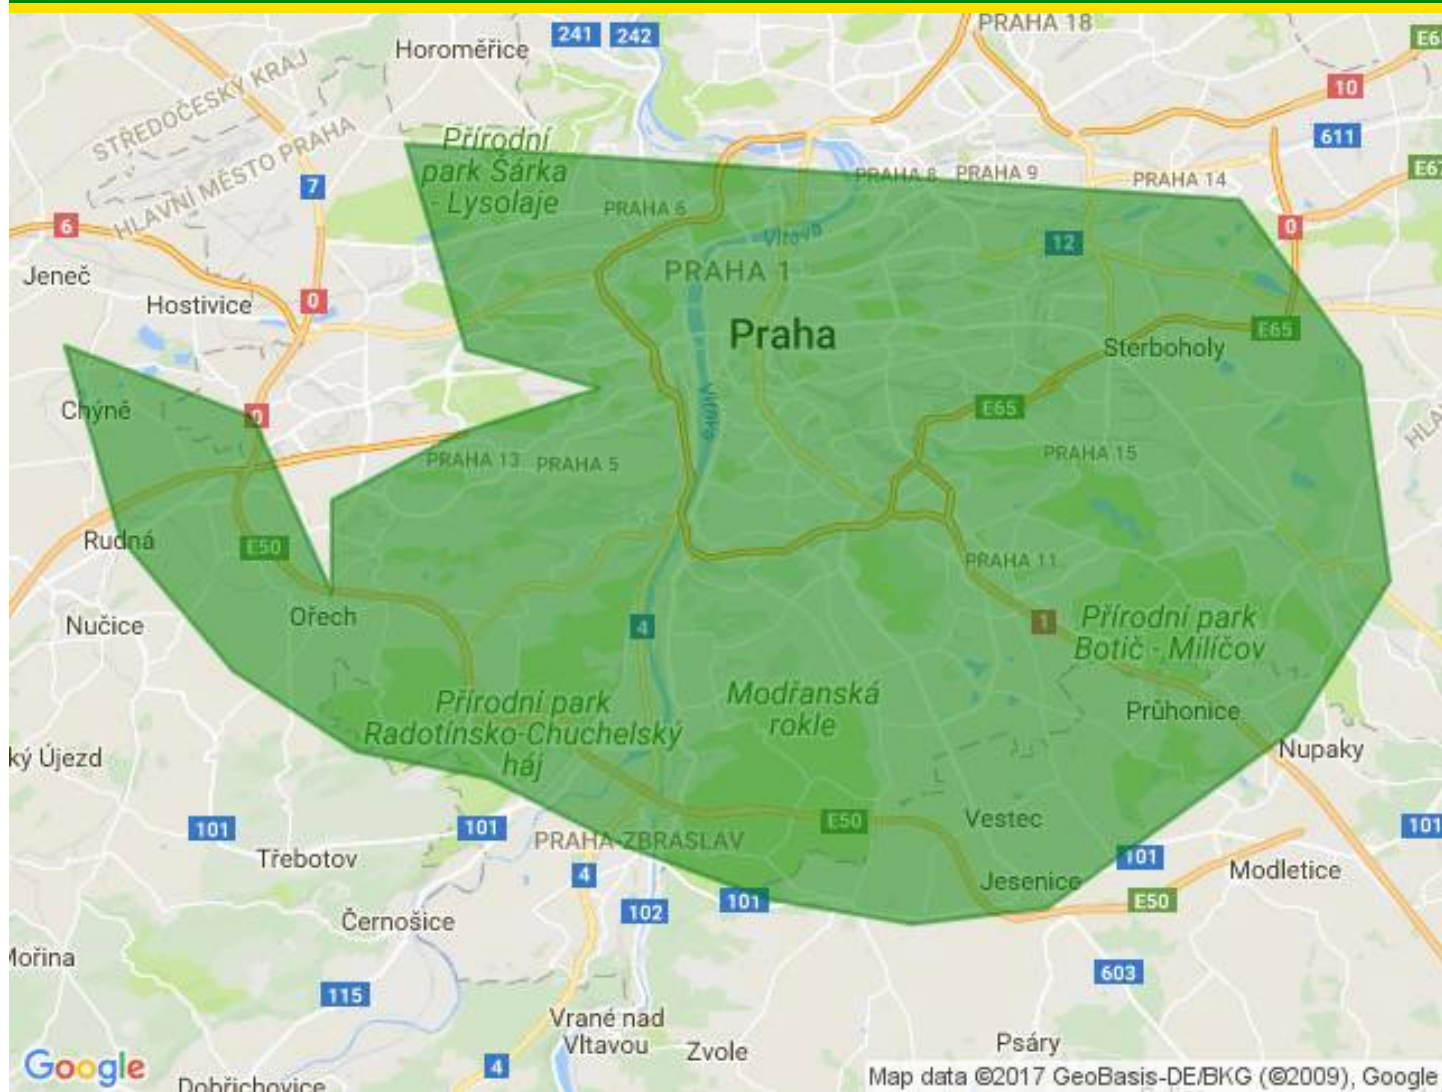 241
242
PRAHA 18
Horoměřice
10
STŘEDOČESKÝ KRAJ
HLAVNÍ MĚSTO PRAHA
611
Přírodní
park Šárka
- Lysolaje
PRAHA 8
PRAHA 9
PRAHA 14
7
PRAHA 6
6
0
Vltava
12
Jeneč
PRAHA 1
Hostivice
0
Praha
E65
Sterboholy
Chýně
0
Vltava
E65
PRAHA 13
PRAHA 5
PRAHA 15
Rudná
E50
PRAHA 11
Ořech
Nučice
4
1
Přírodní park
Botič - Milíčov
Přírodní park
Radotínsko-Chuchelský
háj
Modřanská
rokle
Průhonice
Nupaky
ký Újezd
101
101
E50
Vestec
101
PRAHA-ZBRASLAV
Třebotov
101
Modletice
4
Jesenice
101
E50
102
Černošice
Mořina
603
115
Vrané nad
Vltavou
Zvole
Psáry
4
Google
Dobřichovice
Map data ©2017 GeoBasis-DE/BKG (©2009), Google